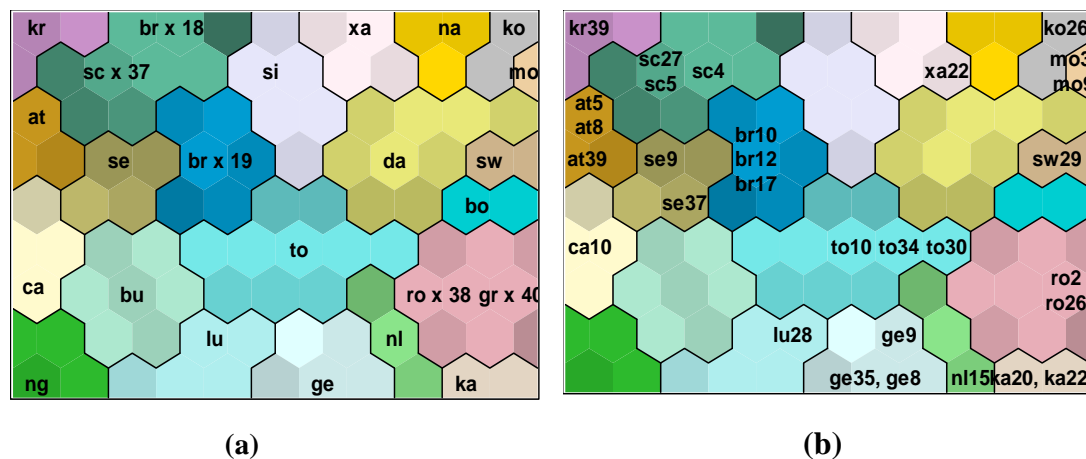 kr br x 18 xa na ko
sc x 37 si mo
at
se br x 19 da sw
bo
to
ca bu ro x 38 gr x 40
lu nl
ng ge ka
(a)
kr39 ko26
sc27 sc4 xa22 mo3
sc5 mo9
at5
at8 br10
at39 se9 br12 sw29
br17
se37
ca10 to10 to34 to30
ro2
ro26
lu28 ge9
ge35, ge8 nl15 ka20, ka22
(b)